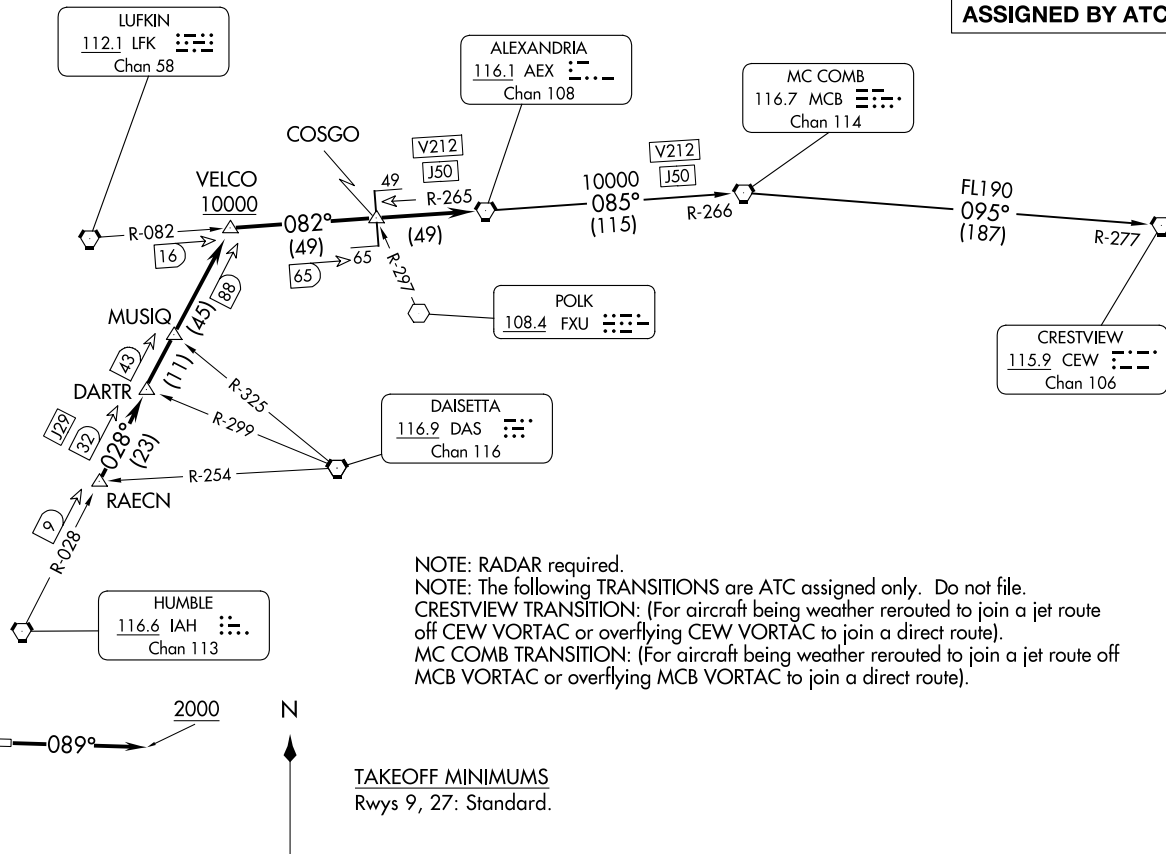 ASSIGNED BY ATC
LUFKIN
112.1 LFK
Chan 58
ALEXANDRIA
116.1 AEX
Chan 108
MC COMB
116.7 MCB
Chan 114
COSGO
V212
J50
V212
J50
VELCO
10000
49
R-265
10000
085°
(115)
R-266
FL190
095°
(187)
R-277
R-082
16
082°
(49)
(49)
65
65
R-297
88
POLK
108.4 FXU
MUSIQ
(45)
CRESTVIEW
115.9 CEW
Chan 106
43
(11)
DARTR
R-325
R-299
DAISETTA
116.9 DAS
Chan 116
J29
32
028°
(23)
R-254
RAECN
9
R-028
HUMBLE
116.6 IAH
Chan 113
NOTE: RADAR required.
NOTE: The following TRANSITIONS are ATC assigned only. Do not file.
CRESTVIEW TRANSITION: (For aircraft being weather rerouted to join a jet route
off CEW VORTAC or overflying CEW VORTAC to join a direct route).
MC COMB TRANSITION: (For aircraft being weather rerouted to join a jet route off
MCB VORTAC or overflying MCB VORTAC to join a direct route).
2000
089°
N
TAKEOFF MINIMUMS
Rwys 9, 27: Standard.